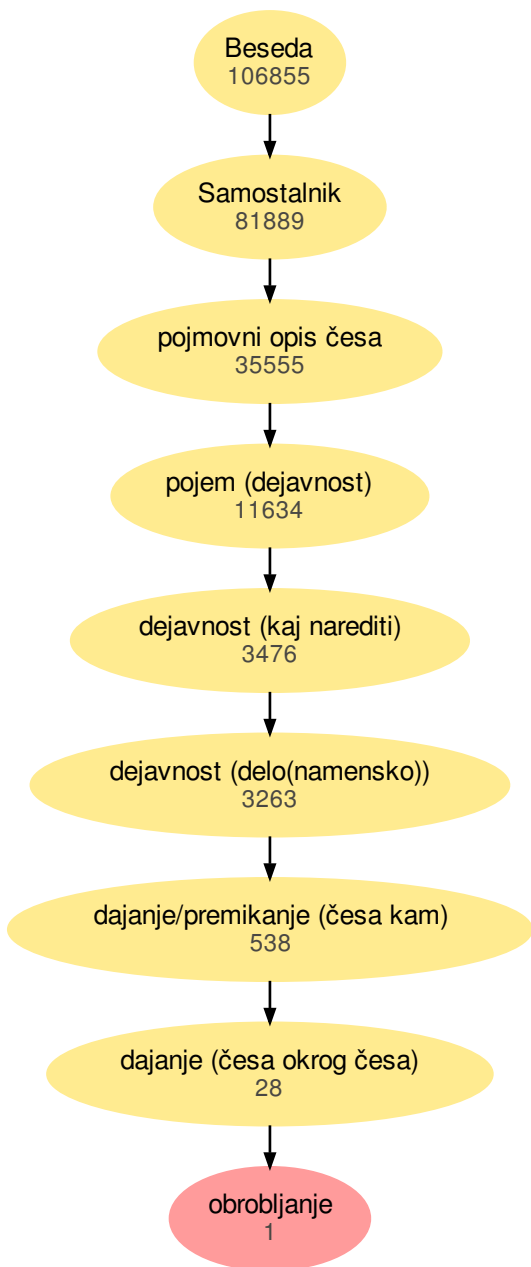 Beseda
106855
Samostalnik
81889
pojmovni opis česa
35555
pojem (dejavnost)
11634
dejavnost (kaj narediti)
3476
dejavnost (delo(namensko))
3263
dajanje/premikanje (česa kam)
538
dajanje (česa okrog česa)
28
obrobljanje
1